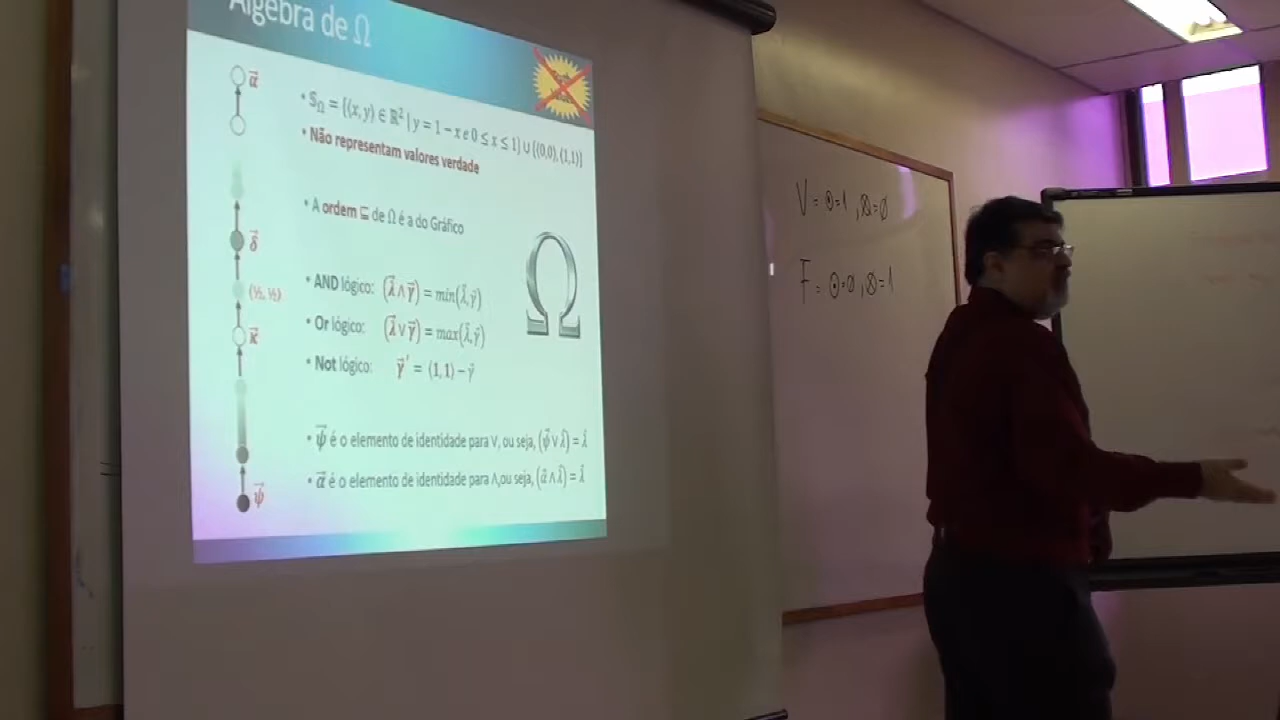 Álgebra de Ω
• 𝕊_Ω = {(x, y) ∈ ℝ² | y = 1 − x e 0 ≤ x ≤ 1} ∪ {(0,0), (1,1)}
• Não representam valores verdade
• A ordem ⊑ de Ω é a do Gráfico
• AND lógico: (λ⃗ ∧ γ⃗) = min(λ⃗, γ⃗)
• Or lógico: (λ⃗ ∨ γ⃗) = max(λ⃗, γ⃗)
• Not lógico: γ⃗ ′ = (1, 1) − γ⃗
• ψ⃗ é o elemento de identidade para ∨, ou seja, (ψ⃗ ∨ λ⃗) = λ⃗
• α⃗ é o elemento de identidade para ∧, ou seja, (α⃗ ∧ λ⃗) = λ⃗
α⃗
δ⃗
(½, ½)
κ⃗
ψ⃗
Ω
V = ⊙=1 , ⊗=0
F = ⊙=0 , ⊗=1